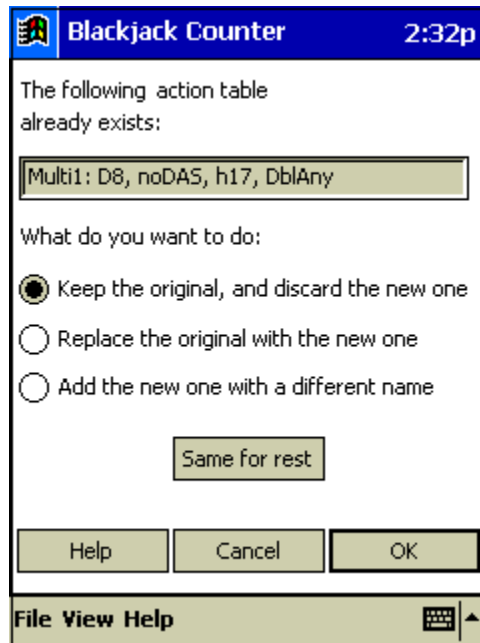 Blackjack Counter 2:32p
The following action table
already exists:
Multi1: D8, noDAS, h17, DblAny
What do you want to do:
Keep the original, and discard the new one
Replace the original with the new one
Add the new one with a different name
Same for rest
Help Cancel OK
File View Help